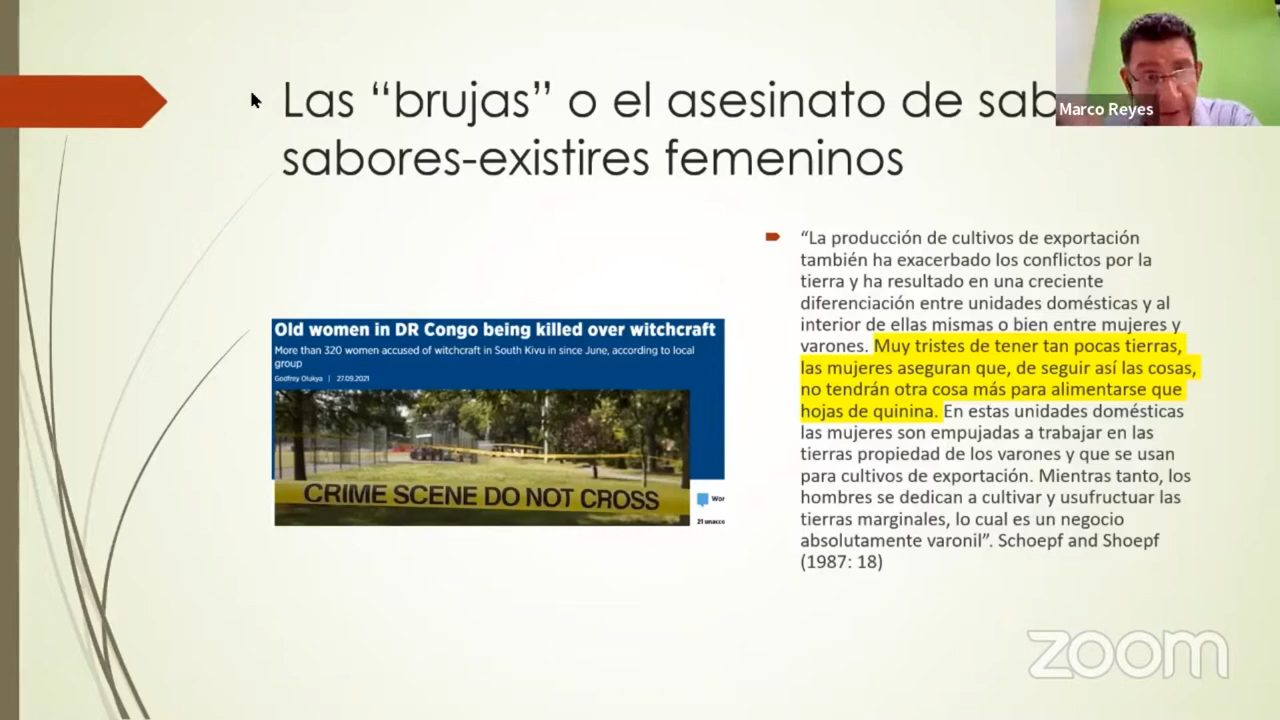 Las “brujas” o el asesinato de
sabores-existires femeninos
Marco Reyes
Old women in DR Congo being killed over witchcraft
More than 320 women accused of witchcraft in South Kivu in since June, according to local
group
Godfrey Olukya | 27.09.2021
CRIME SCENE DO NOT CROSS
“La producción de cultivos de exportación
también ha exacerbado los conflictos por la
tierra y ha resultado en una creciente
diferenciación entre unidades domésticas y al
interior de ellas mismas o bien entre mujeres y
varones. Muy tristes de tener tan pocas tierras,
las mujeres aseguran que, de seguir así las cosas,
no tendrán otra cosa más para alimentarse que
hojas de quinina. En estas unidades domésticas
las mujeres son empujadas a trabajar en las
tierras propiedad de los varones y que se usan
para cultivos de exportación. Mientras tanto, los
hombres se dedican a cultivar y usufructuar las
tierras marginales, lo cual es un negocio
absolutamente varonil”. Schoepf and Shoepf
(1987: 18)
zoom